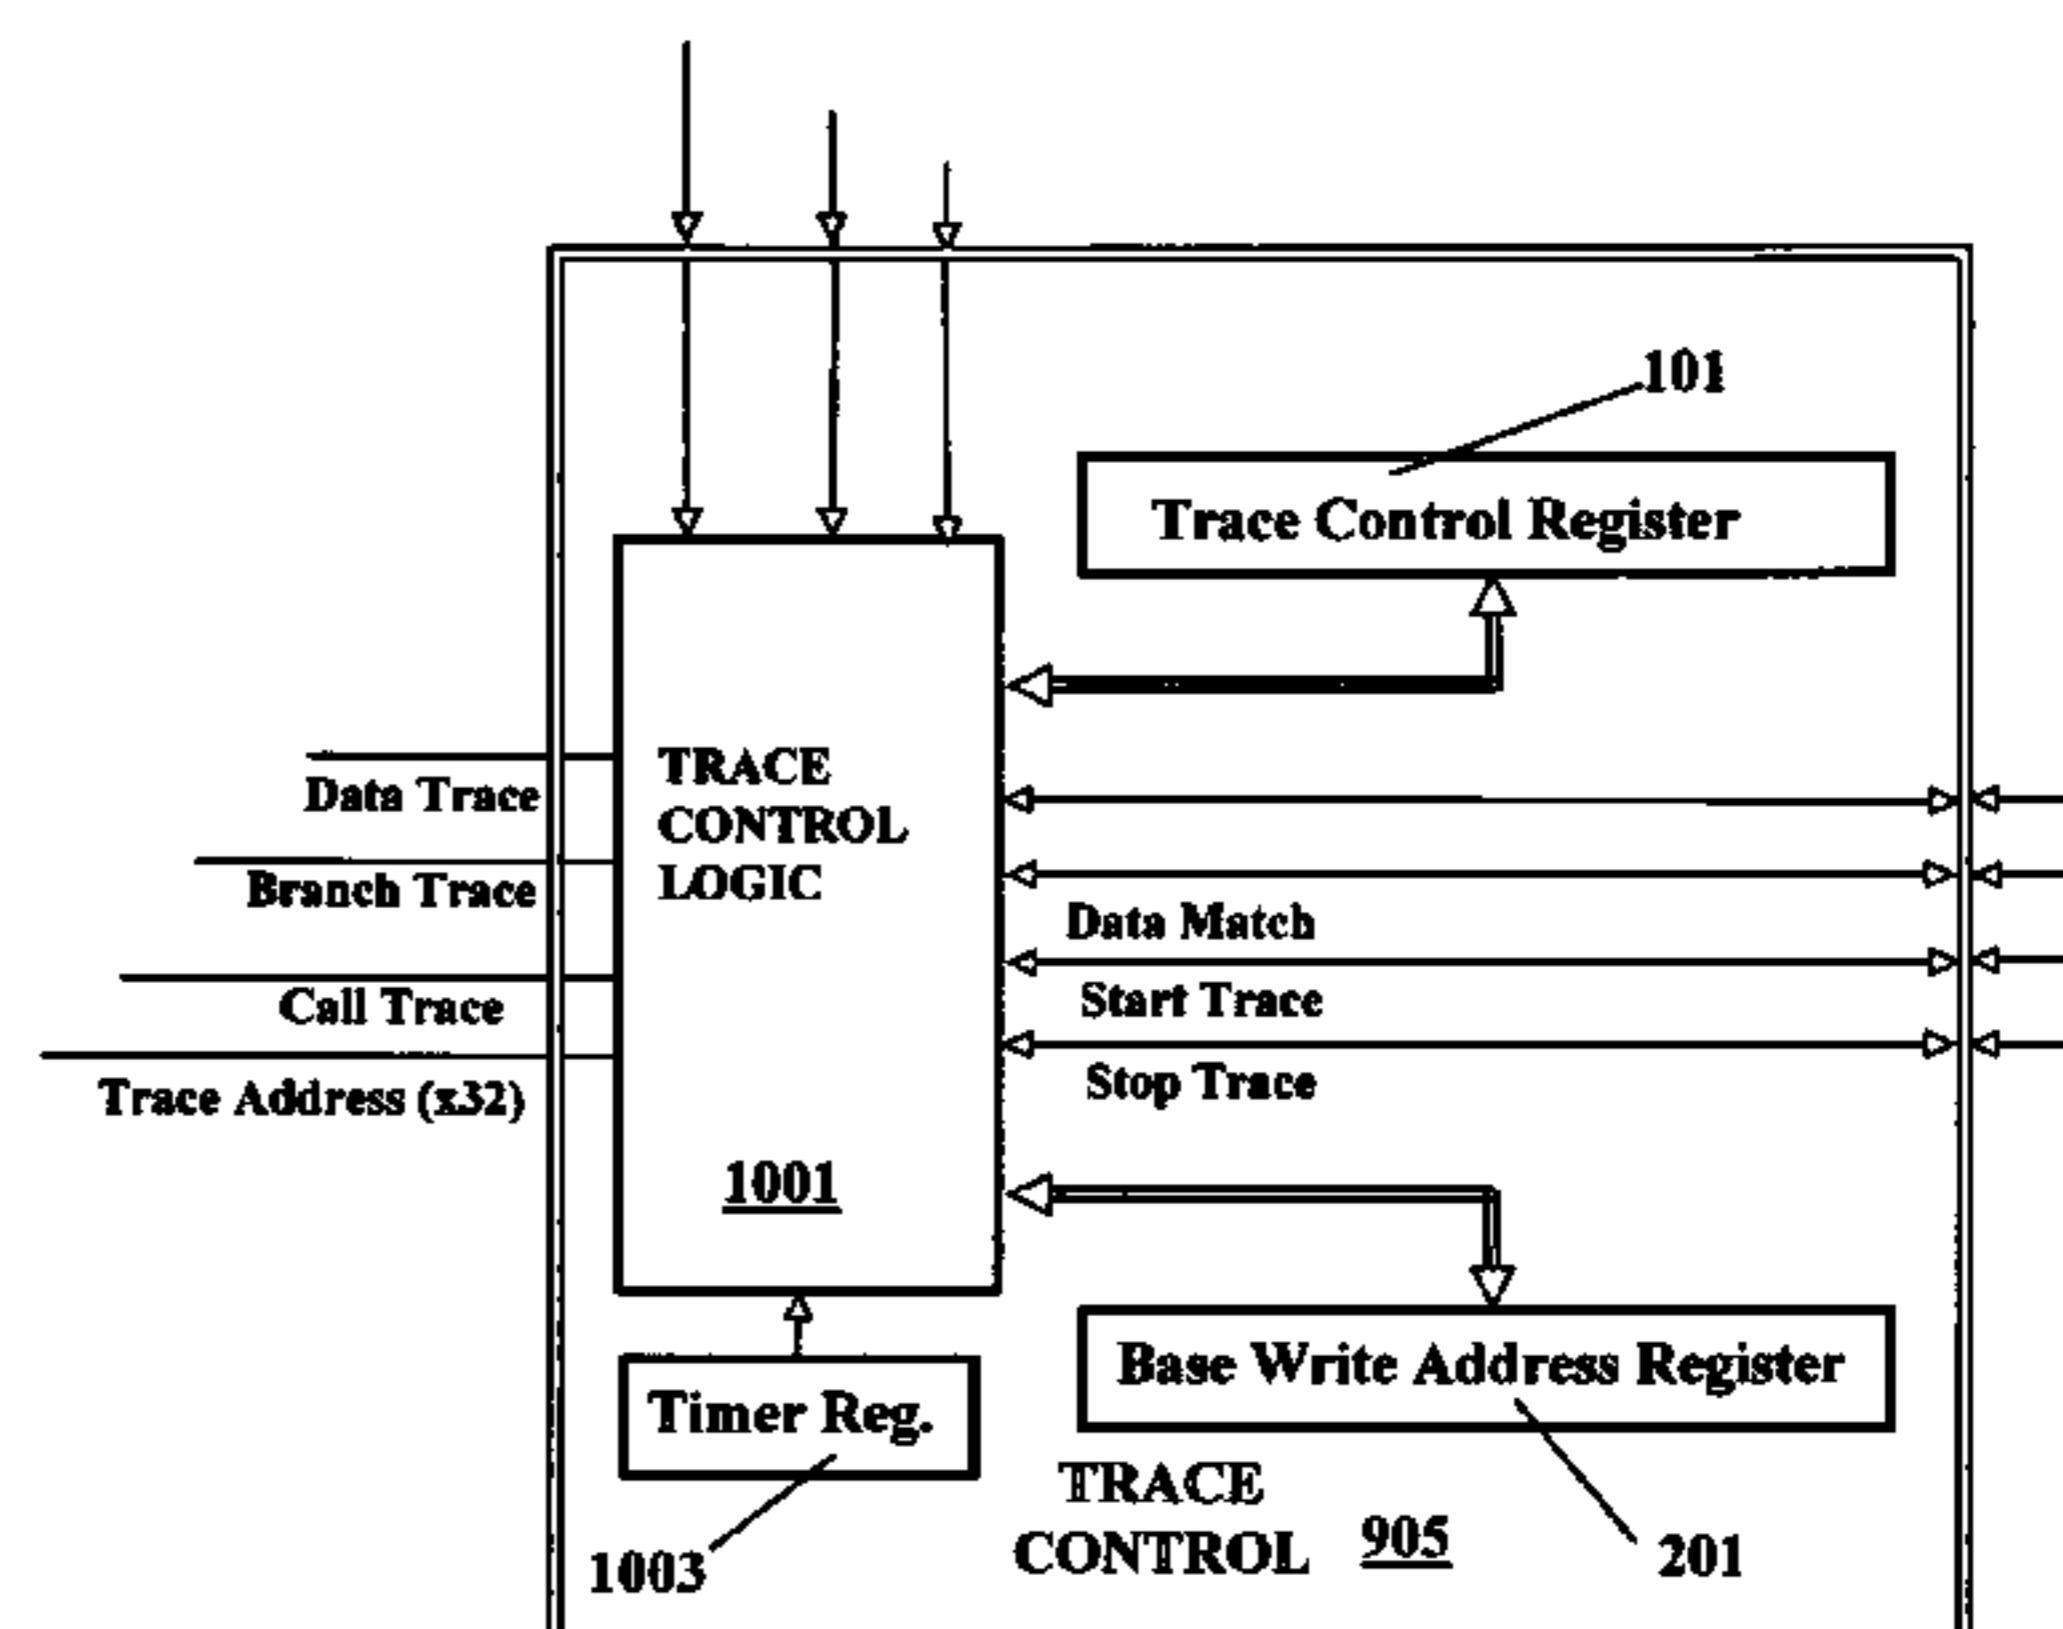 101
Trace Control Register
TRACE
CONTROL
LOGIC
Data Trace
Branch Trace
Call Trace
Trace Address (x32)
Data Match
Start Trace
Stop Trace
1001
Base Write Address Register
Timer Reg.
TRACE
CONTROL
905
201
1003